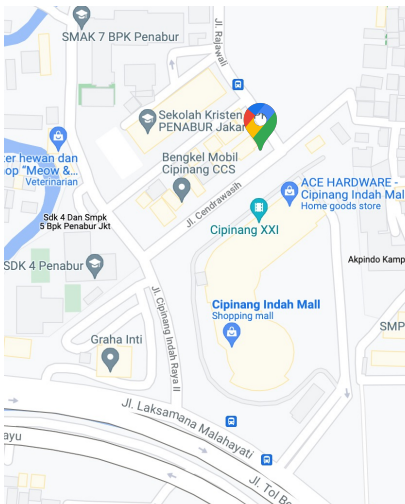 SMAK 7 BPK Penabur
Jl. Rajawali
Sekolah Kristen
PENABUR Jakar
ter hewan dan
op "Meow &...
Veterinarian
Bengkel Mobil
Cipinang CCS
Jl. Cendrawasih
ACE HARDWARE -
Cipinang Indah Mal
Home goods store
Sdk 4 Dan Smpk
5 Bpk Penabur Jkt
Cipinang XXI
SDK 4 Penabur
Akpindo Kamp
Jl. Cipinang Indah Raya II
Cipinang Indah Mall
Shopping mall
SMP
Graha Inti
Jl. Laksamana Malahayati
ayu
Jl. Tol Be